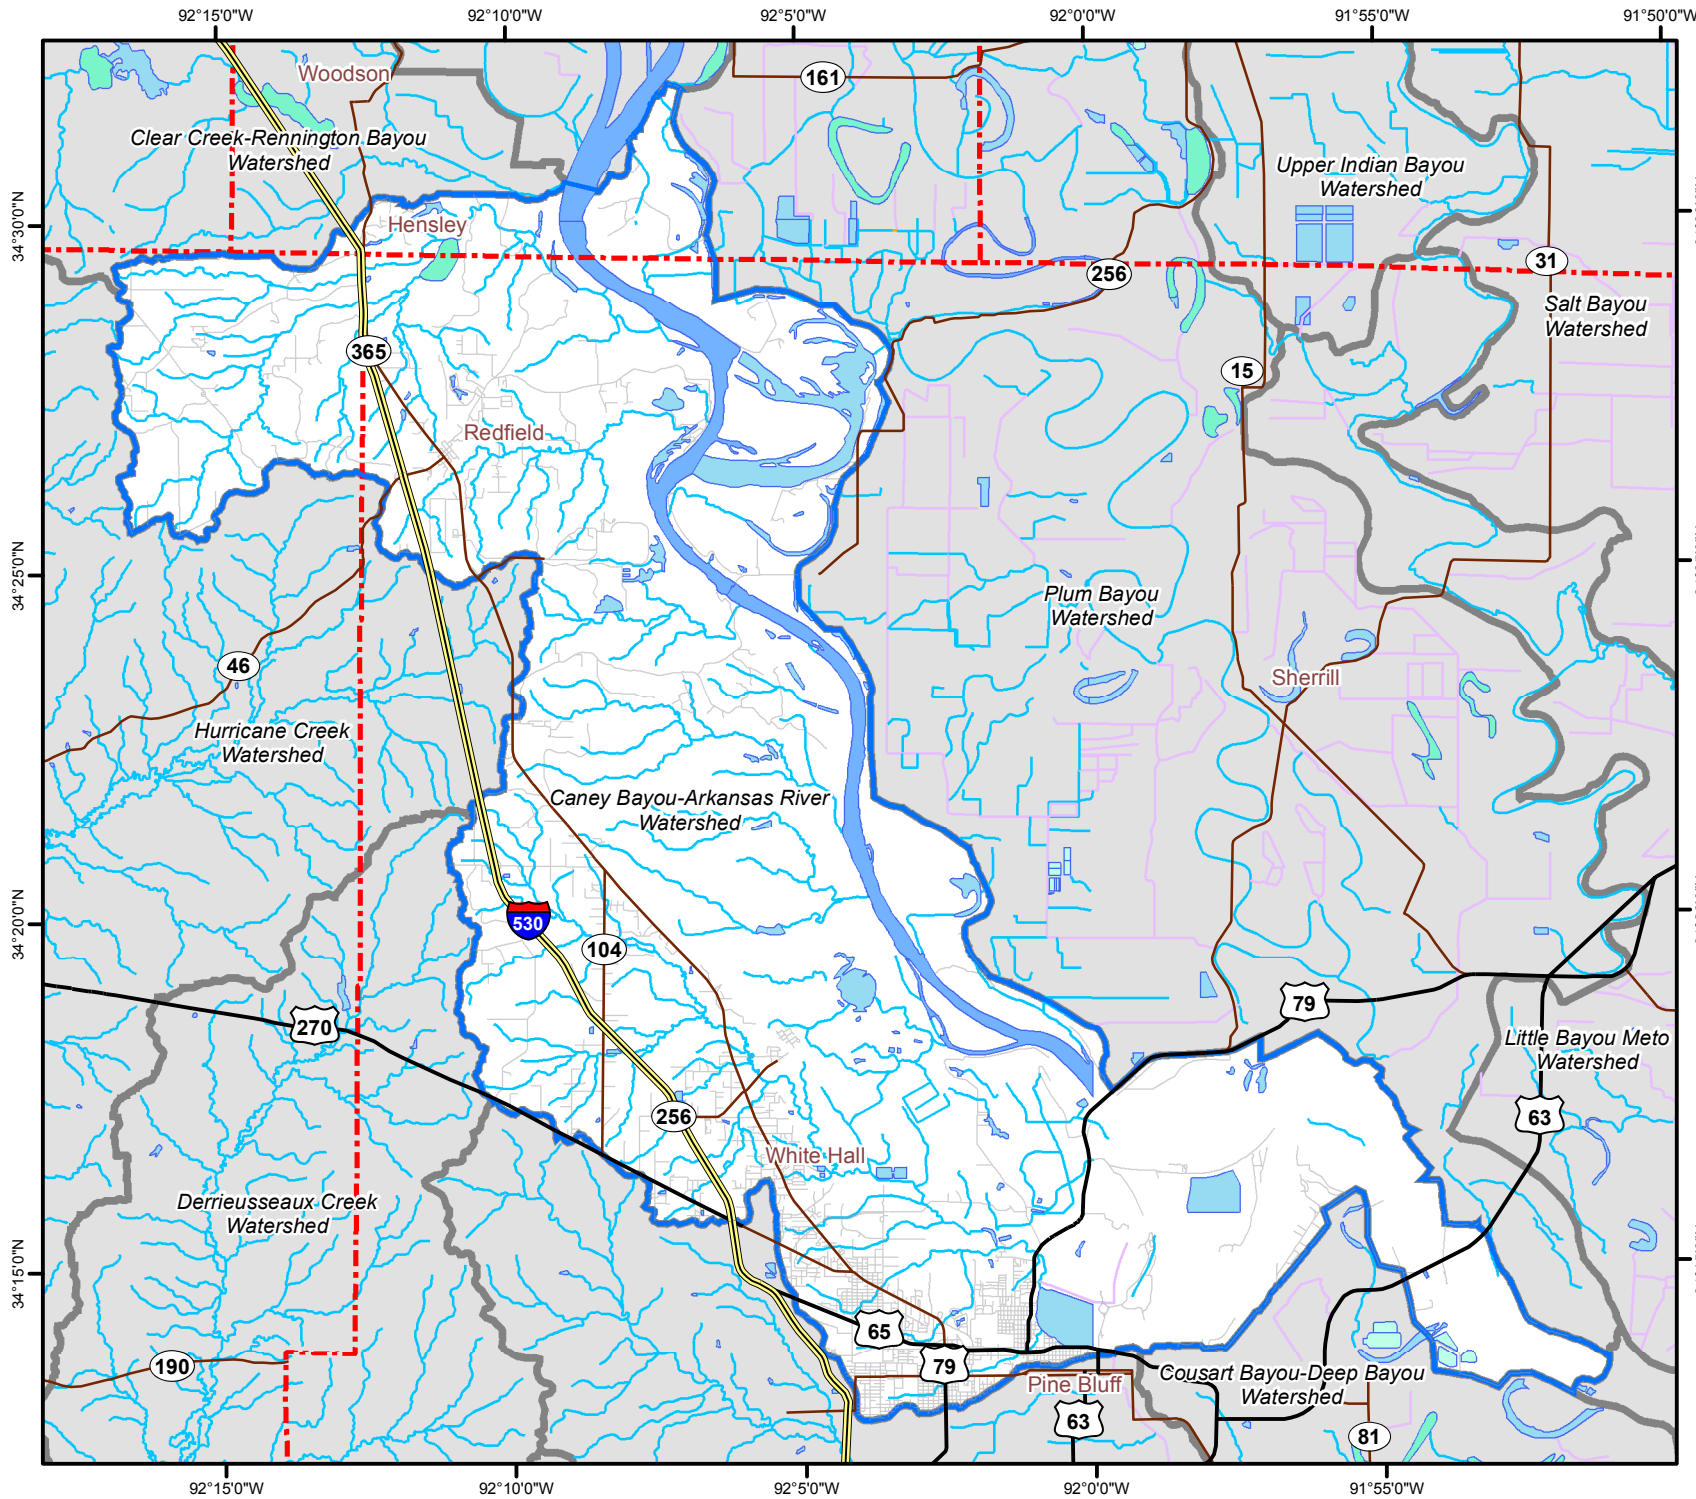 92°15'0"W
92°10'0"W
92°5'0"W
92°0'0"W
91°55'0"W
91°50'0"W
Woodson
161
Clear Creek-Rennington Bayou
Watershed
Upper Indian Bayou
Watershed
34°30'0"N
Hensley
256
31
Salt Bayou
Watershed
365
15
Redfield
34°25'0"N
Plum Bayou
Watershed
46
Sherrill
Hurricane Creek
Watershed
Caney Bayou-Arkansas River
Watershed
34°20'0"N
530
104
270
79
Little Bayou Meto
Watershed
256
63
White Hall
Derrieusseaux Creek
Watershed
34°15'0"N
65
79
190
Pine Bluff
Cousart Bayou-Deep Bayou
Watershed
63
81
92°15'0"W
92°10'0"W
92°5'0"W
92°0'0"W
91°55'0"W